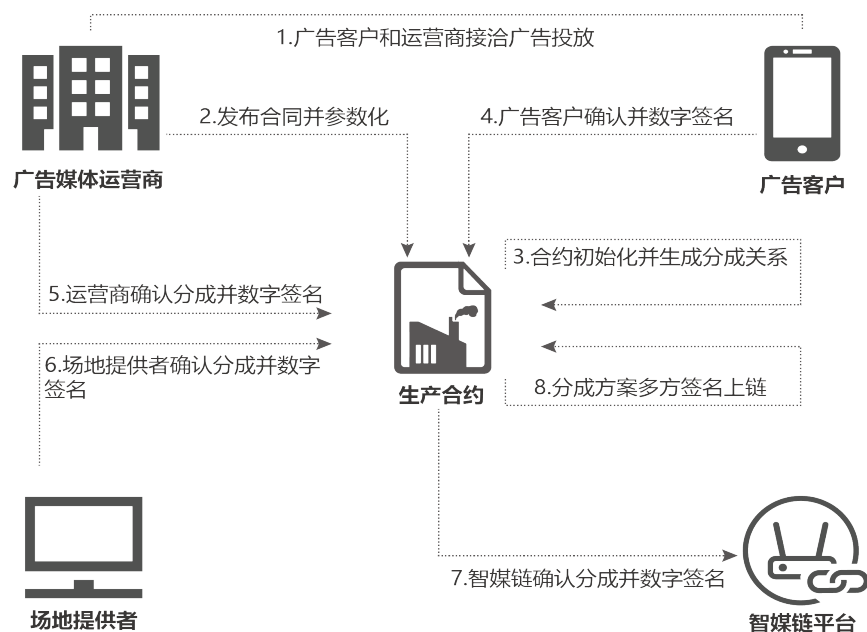 1.广告客户和运营商接洽广告投放
2.发布合同并参数化
4.广告客户确认并数字签名
广告媒体运营商
广告客户
3.合约初始化并生成分成关系
5.运营商确认分成并数字签名
6.场地提供者确认分成并数字
签名
生产合约
8.分成方案多方签名上链
7.智媒链确认分成并数字签名
场地提供者
智媒链平台